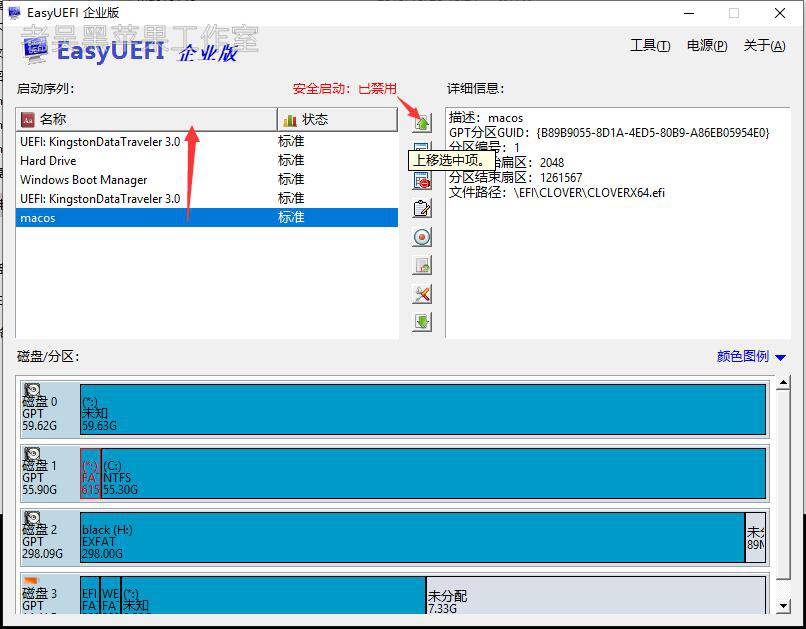 EasyUEFI 企业版
老吴黑苹果工作室
EasyUEFI 企业版
工具(T) 电源(P) 关于(A)
启动序列: 安全启动: 已禁用 详细信息:
名称 状态
UEFI: KingstonDataTraveler 3.0 标准
Hard Drive 标准
Windows Boot Manager 标准
UEFI: KingstonDataTraveler 3.0 标准
macos 标准
上移选中项。
描述: macos
GPT分区GUID: {B89B9055-8D1A-4ED5-80B9-A86EB05954E0}
分区编号: 1
始扇区: 2048
分区结束扇区: 1261567
文件路径: \EFI\CLOVER\CLOVERX64.efi
磁盘/分区: 颜色图例
磁盘 0
GPT
59.62G
(*:)
未知
59.63G
磁盘 1
GPT
55.90G
(*:)
FA
615
(C:)
NTFS
55.30G
磁盘 2
GPT
298.09G
black (H:)
EXFAT
298.00G
未
89M
磁盘 3
GPT
EFI
FA
WE
FA
(*:)
未知
未分配
7.33G